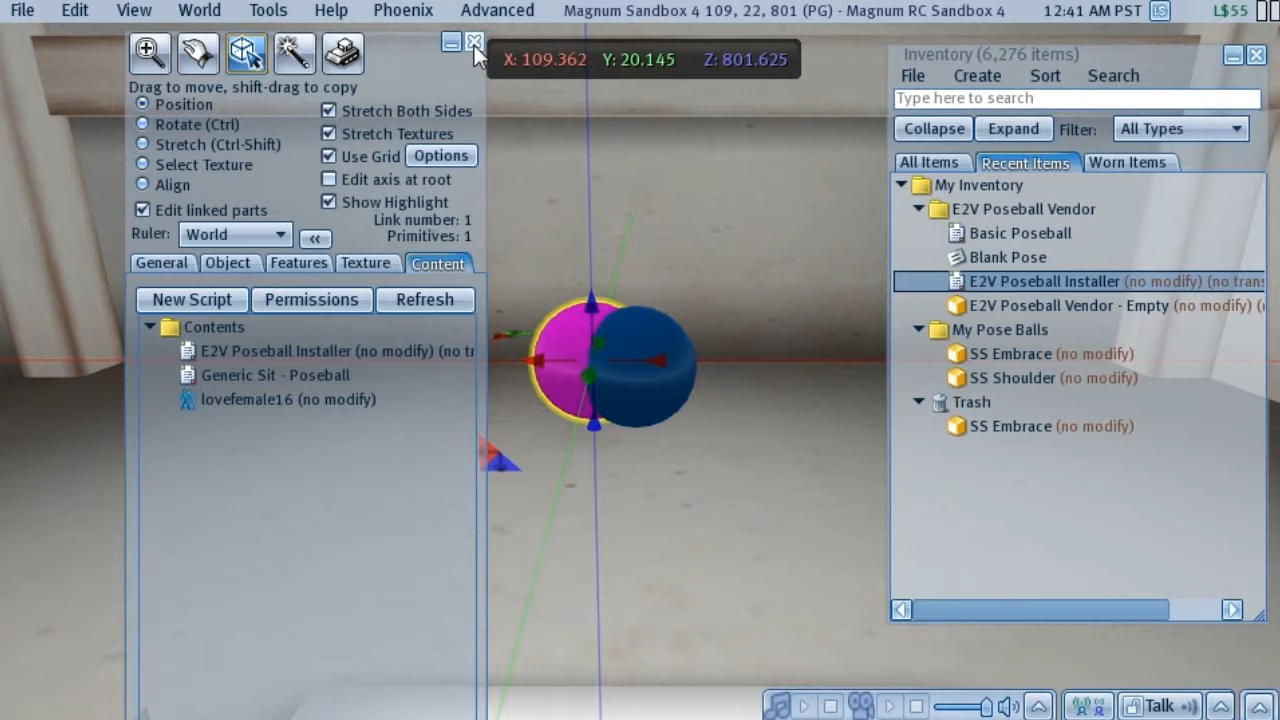 File Edit View World Tools Help Phoenix Advanced Magnum Sandbox 4 109, 22, 801 (PG) - Magnum RC Sandbox 4 12:41 AM PST L$55
X: 109.362 Y: 20.145 Z: 801.625
Drag to move, shift-drag to copy
Position
Rotate (Ctrl)
Stretch (Ctrl-Shift)
Select Texture
Align
Edit linked parts
Ruler: World
Stretch Both Sides
Stretch Textures
Use Grid Options
Edit axis at root
Show Highlight
Link number: 1
Primitives: 1
General Object Features Texture Content
New Script Permissions Refresh
Contents
E2V Poseball Installer (no modify) (no tr
Generic Sit - Poseball
lovefemale16 (no modify)
Inventory (6,276 items)
File Create Sort Search
Type here to search
Collapse Expand Filter: All Types
All Items Recent Items Worn Items
My Inventory
E2V Poseball Vendor
Basic Poseball
Blank Pose
E2V Poseball Installer (no modify) (no trans
E2V Poseball Vendor - Empty (no modify) (
My Pose Balls
SS Embrace (no modify)
SS Shoulder (no modify)
Trash
SS Embrace (no modify)
Talk